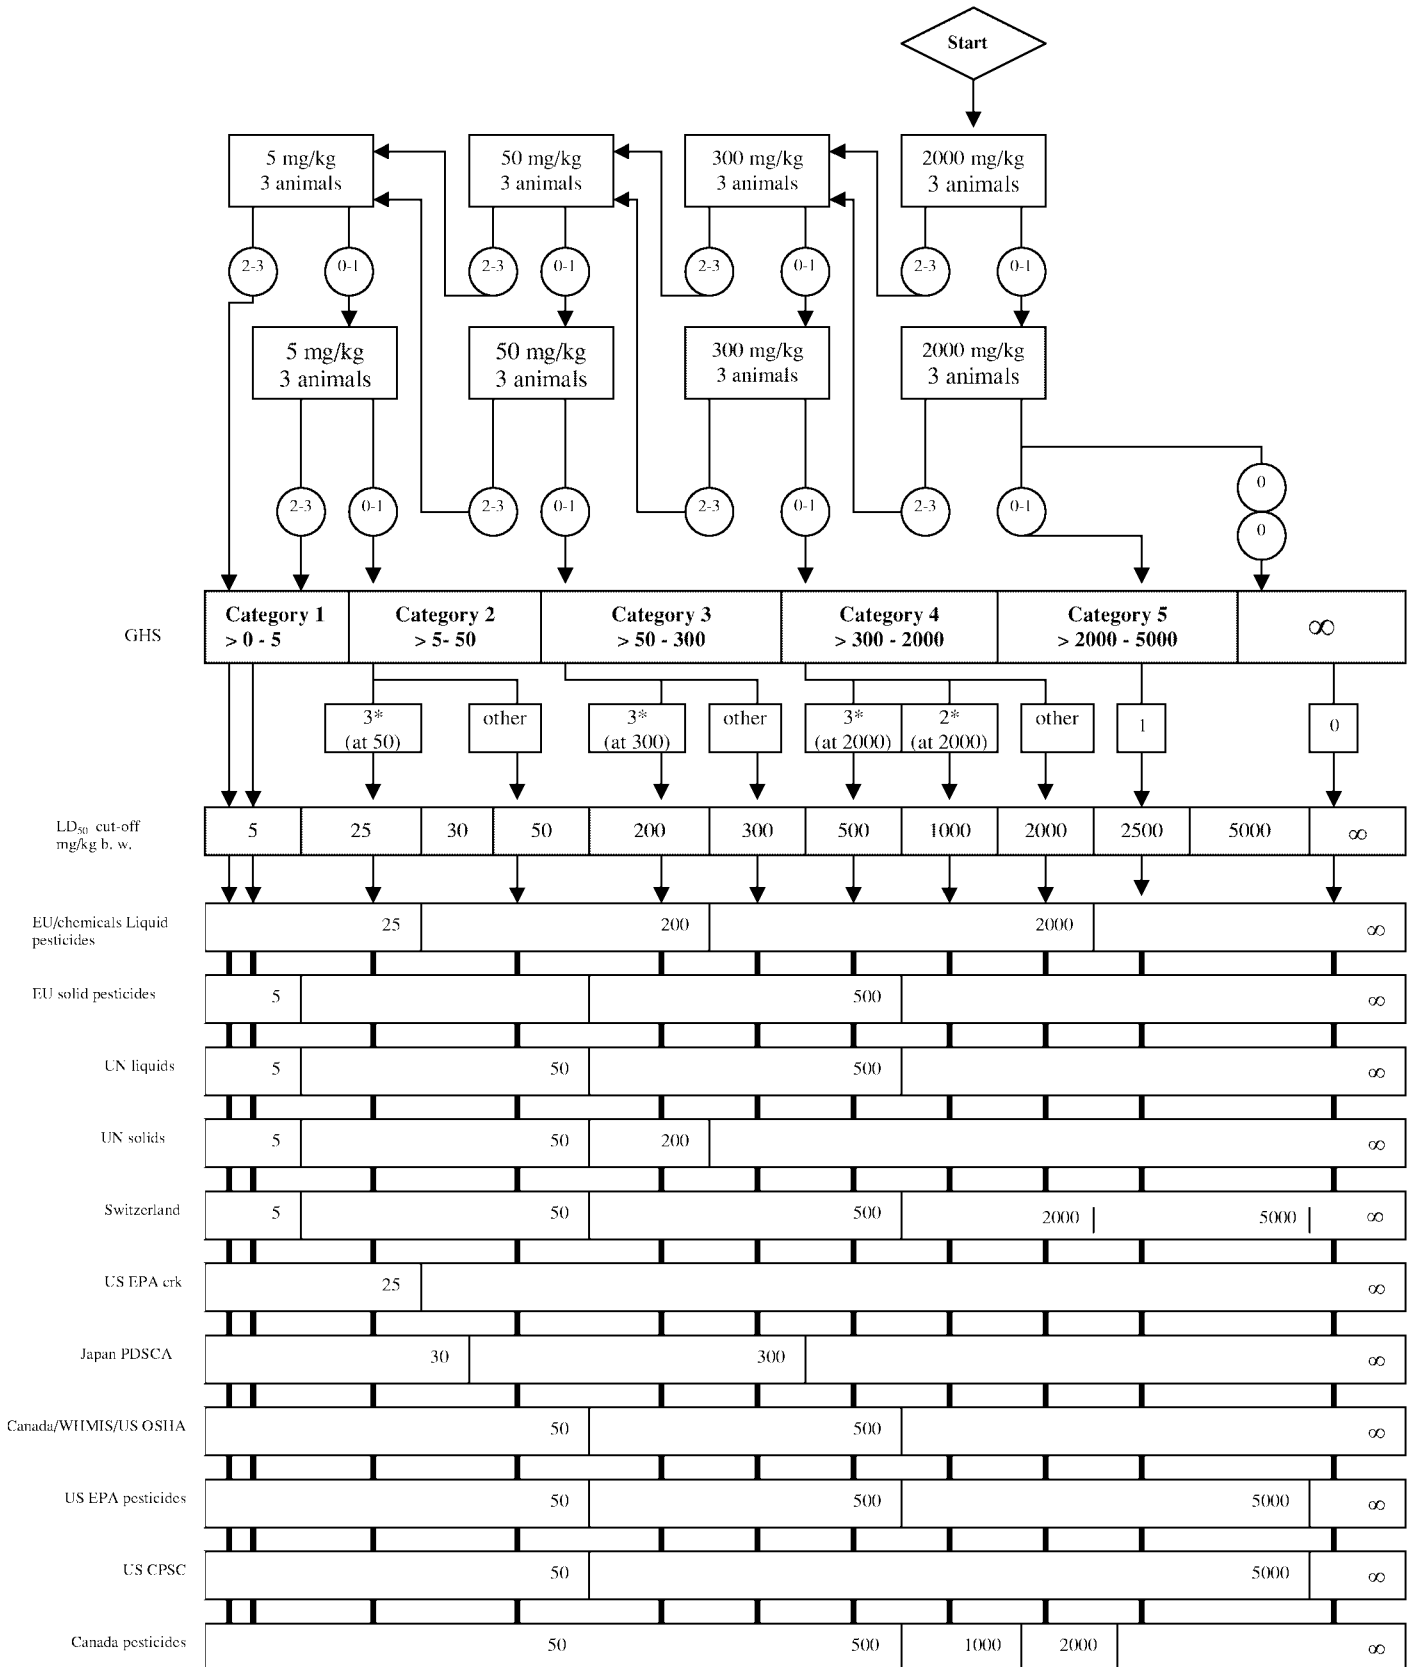 Start
5 mg/kg
3 animals
50 mg/kg
3 animals
300 mg/kg
3 animals
2000 mg/kg
3 animals
2-3
0-1
2-3
0-1
2-3
0-1
2-3
0-1
5 mg/kg
3 animals
50 mg/kg
3 animals
300 mg/kg
3 animals
2000 mg/kg
3 animals
0
2-3
0-1
2-3
0-1
2-3
0-1
2-3
0-1
0
GHS
Category 1
> 0 - 5
Category 2
> 5- 50
Category 3
> 50 - 300
Category 4
> 300 - 2000
Category 5
> 2000 - 5000
∞
3*
(at 50)
other
3*
(at 300)
other
3*
(at 2000)
2*
(at 2000)
other
1
0
LD50 cut-off
mg/kg b. w.
5 25 30 50 200 300 500 1000 2000 2500 5000 ∞
EU/chemicals Liquid
pesticides
25 200 2000 ∞
EU solid pesticides 5 500 ∞
UN liquids 5 50 500 ∞
UN solids 5 50 200 ∞
Switzerland 5 50 500 2000 5000 ∞
US EPA crk 25 ∞
Japan PDSCA 30 300 ∞
Canada/WHMIS/US OSHA 50 500 ∞
US EPA pesticides 50 500 5000 ∞
US CPSC 50 5000 ∞
Canada pesticides 50 500 1000 2000 ∞